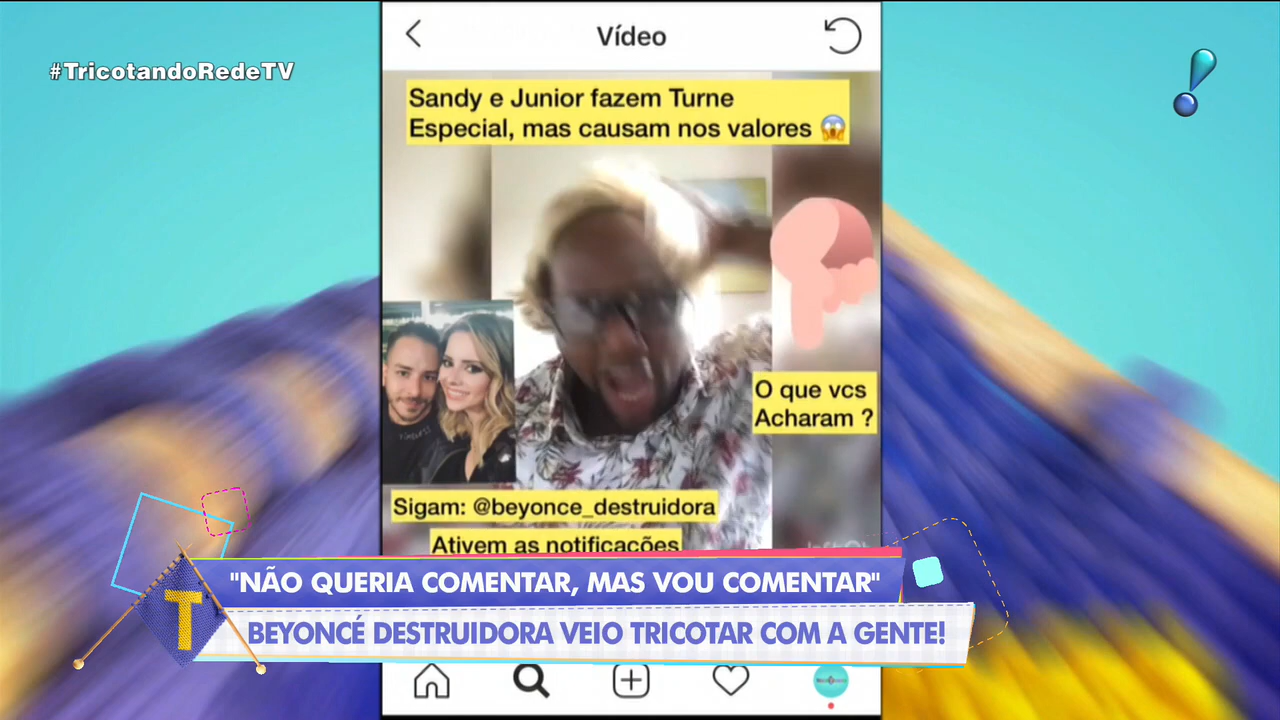 #TricotandoRedeTV
Vídeo
Sandy e Junior fazem Turne
Especial, mas causam nos valores 😱
O que vcs
Acharam ?
Sigam: @beyonce_destruidora
Ativem as notificações
"NÃO QUERIA COMENTAR, MAS VOU COMENTAR"
T
BEYONCÉ DESTRUIDORA VEIO TRICOTAR COM A GENTE!